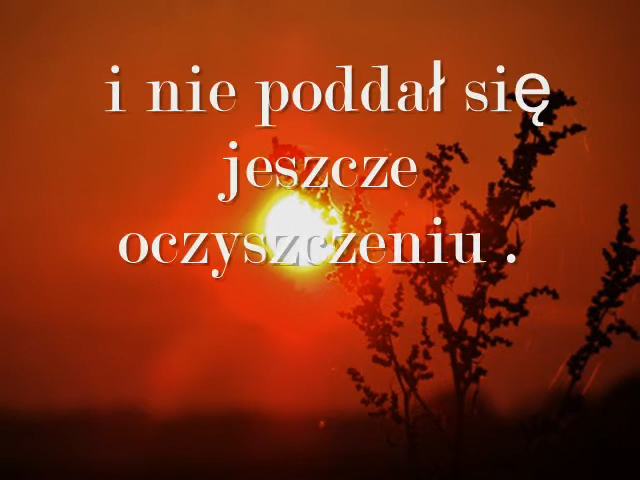 i nie poddał się
jeszcze
oczyszczeniu .